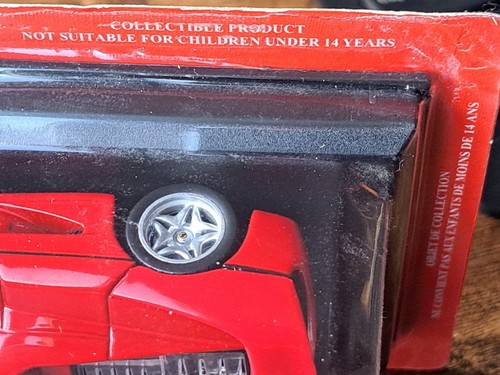 COLLECTIBLE PRODUCT
NOT SUITABLE FOR CHILDREN UNDER 14 YEARS
OBJET DE COLLECTION
NE CONVIENT PAS AUX ENFANTS DE MOINS DE 14 ANS